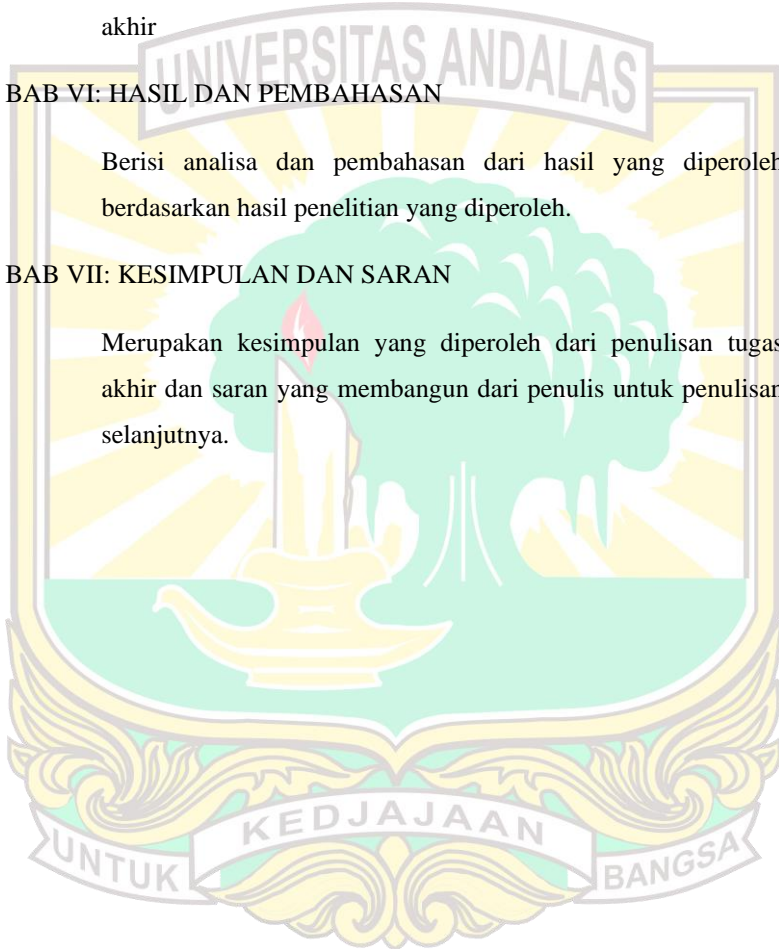 akhir
UNIVERSITAS ANDALAS
BAB VI: HASIL DAN PEMBAHASAN
Berisi analisa dan pembahasan dari hasil yang diperoleh
berdasarkan hasil penelitian yang diperoleh.
BAB VII: KESIMPULAN DAN SARAN
Merupakan kesimpulan yang diperoleh dari penulisan tugas
akhir dan saran yang membangun dari penulis untuk penulisan
selanjutnya.
UNTUK KEDJAJAAN BANGSA